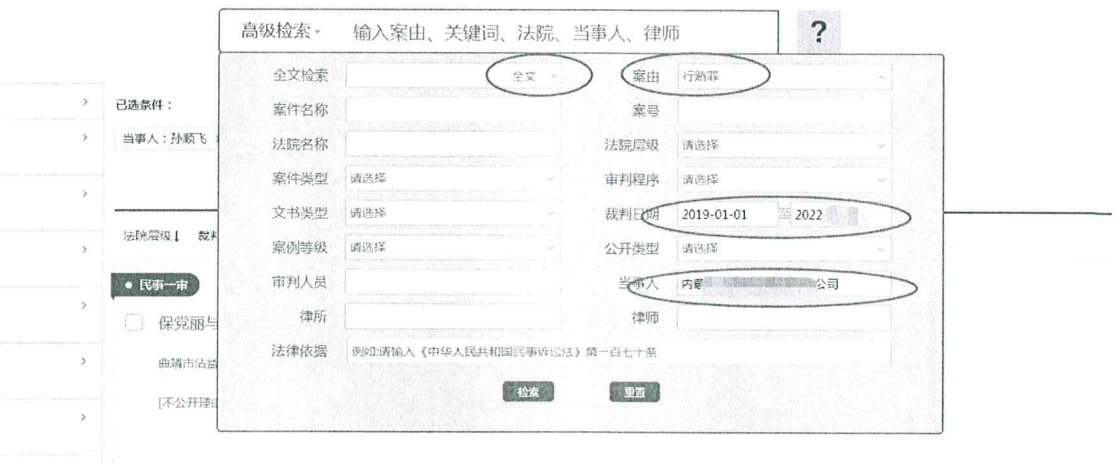 高级检索 输入案由、关键词、法院、当事人、律师 ?
全文检索 全文 案由 行贿罪
案件名称 案号
法院名称 法院层级 请选择
案件类型 请选择 审判程序 请选择
文书类型 请选择 裁判日期 2019-01-01 至 2022
案例等级 请选择 公开类型 请选择
审判人员 当事人 内 公司
律所 律师
法律依据 例如:请输入《中华人民共和国民事诉讼法》第一百七十条
检索 重置
已选条件：
当事人：孙顺飞
法院层级↓ 裁判
民事一审
保党丽与
曲靖市沾益
[不公开理由